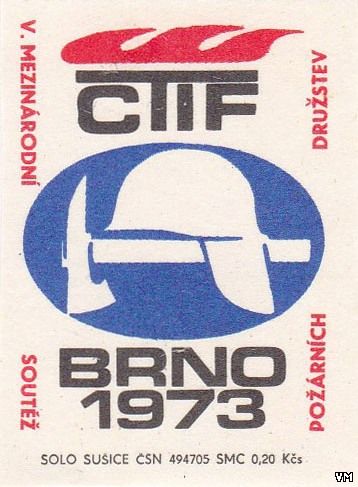 V. MEZINÁRODNÍ
SOUTĚŽ
POŽÁRNÍCH
DRUŽSTEV
CTIF
BRNO
1973
SOLO SUŠICE ČSN 494705 SMC 0,20 Kčs
VM